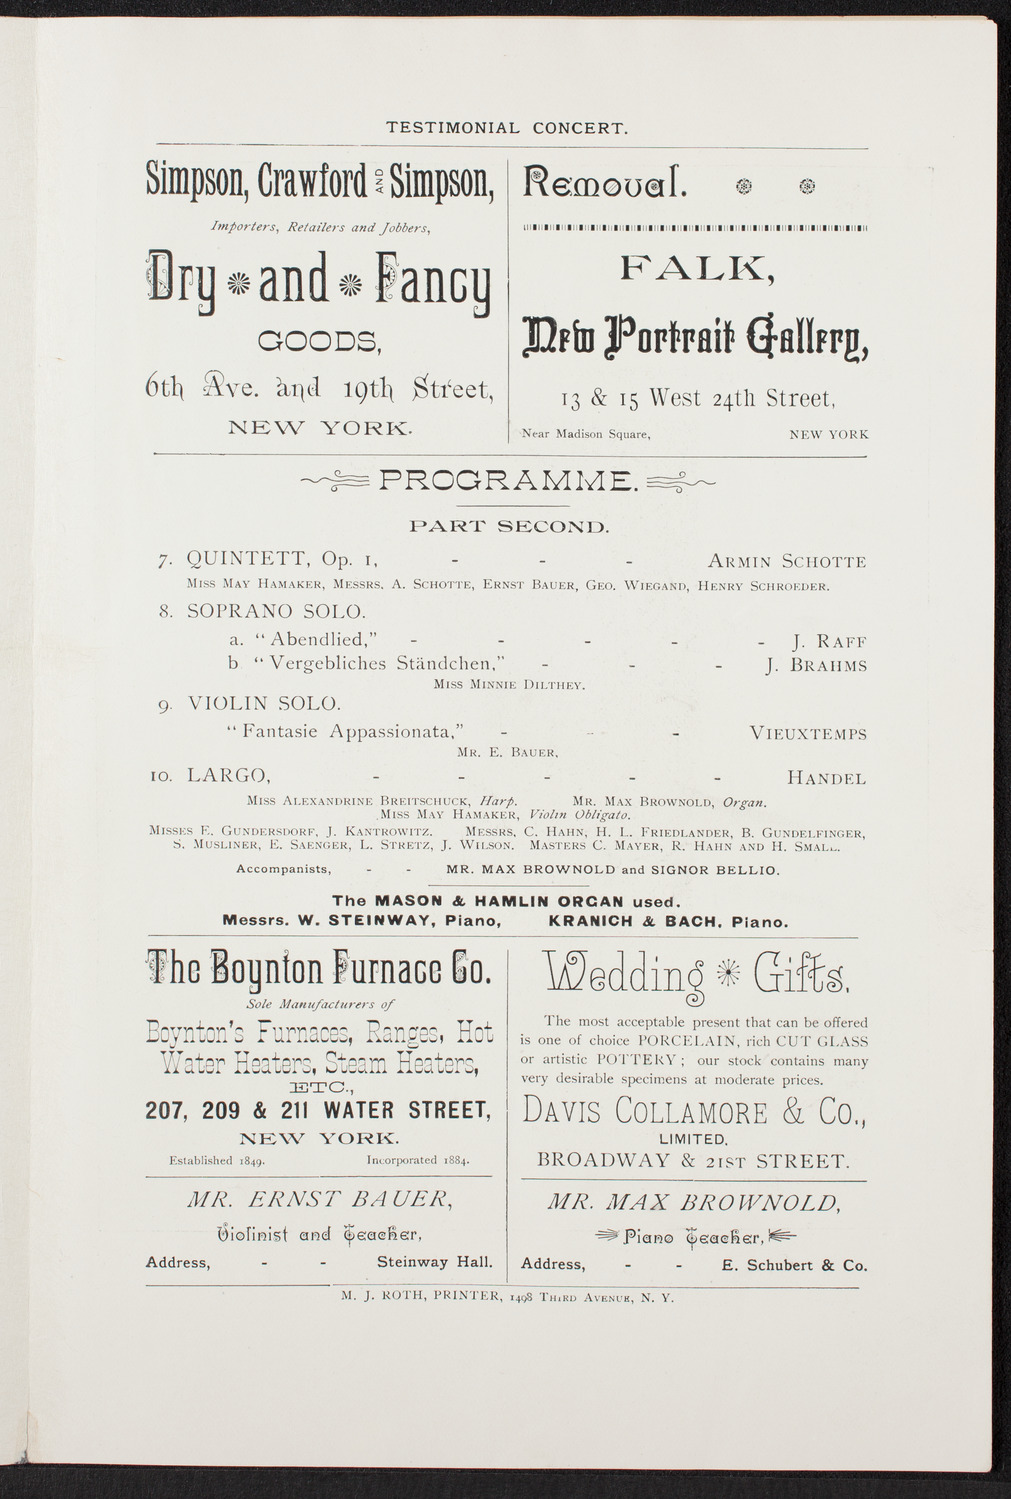 TESTIMONIAL CONCERT.
Simpson, Crawford AND Simpson,
Importers, Retailers and Jobbers,
Dry and Fancy
GOODS,
6th Ave. and 19th Street,
NEW YORK.
Removal.
FALK,
New Portrait Gallery,
13 & 15 West 24th Street,
Near Madison Square, NEW YORK
PROGRAMME.
PART SECOND.
7. QUINTETT, Op. 1, - - - ARMIN SCHOTTE
MISS MAY HAMAKER, MESSRS. A. SCHOTTE, ERNST BAUER, GEO. WIEGAND, HENRY SCHROEDER.
8. SOPRANO SOLO.
a. "Abendlied," - - - - - J. RAFF
b "Vergebliches Ständchen," - - - J. BRAHMS
MISS MINNIE DILTHEY.
9. VIOLIN SOLO.
"Fantasie Appassionata," - - - VIEUXTEMPS
MR. E. BAUER,
10. LARGO, - - - - - HANDEL
MISS ALEXANDRINE BREITSCHUCK, Harp. MR. MAX BROWNOLD, Organ.
MISS MAY HAMAKER, Violin Obligato.
MISSES E. GUNDERSDORF, J. KANTROWITZ. MESSRS, C. HAHN, H. L. FRIEDLANDER, B. GUNDELFINGER,
S. MUSLINER, E. SAENGER, L. STRETZ, J. WILSON. MASTERS C. MAYER, R. HAHN AND H. SMALL.
Accompanists, - - MR. MAX BROWNOLD and SIGNOR BELLIO.
The MASON & HAMLIN ORGAN used.
Messrs. W. STEINWAY, Piano, KRANICH & BACH, Piano.
The Boynton Furnace Co.
Sole Manufacturers of
Boynton's Furnaces, Ranges, Hot
Water Heaters, Steam Heaters,
ETC.,
207, 209 & 211 WATER STREET,
NEW YORK.
Established 1849. Incorporated 1884.
Wedding Gifts,
The most acceptable present that can be offered
is one of choice PORCELAIN, rich CUT GLASS
or artistic POTTERY; our stock contains many
very desirable specimens at moderate prices.
DAVIS COLLAMORE & CO.,
LIMITED,
BROADWAY & 21ST STREET.
MR. ERNST BAUER,
Violinist and Teacher,
Address, - - Steinway Hall.
MR. MAX BROWNOLD,
Piano Teacher,
Address, - - E. Schubert & Co.
M. J. ROTH, PRINTER, 1498 THIRD AVENUE, N. Y.